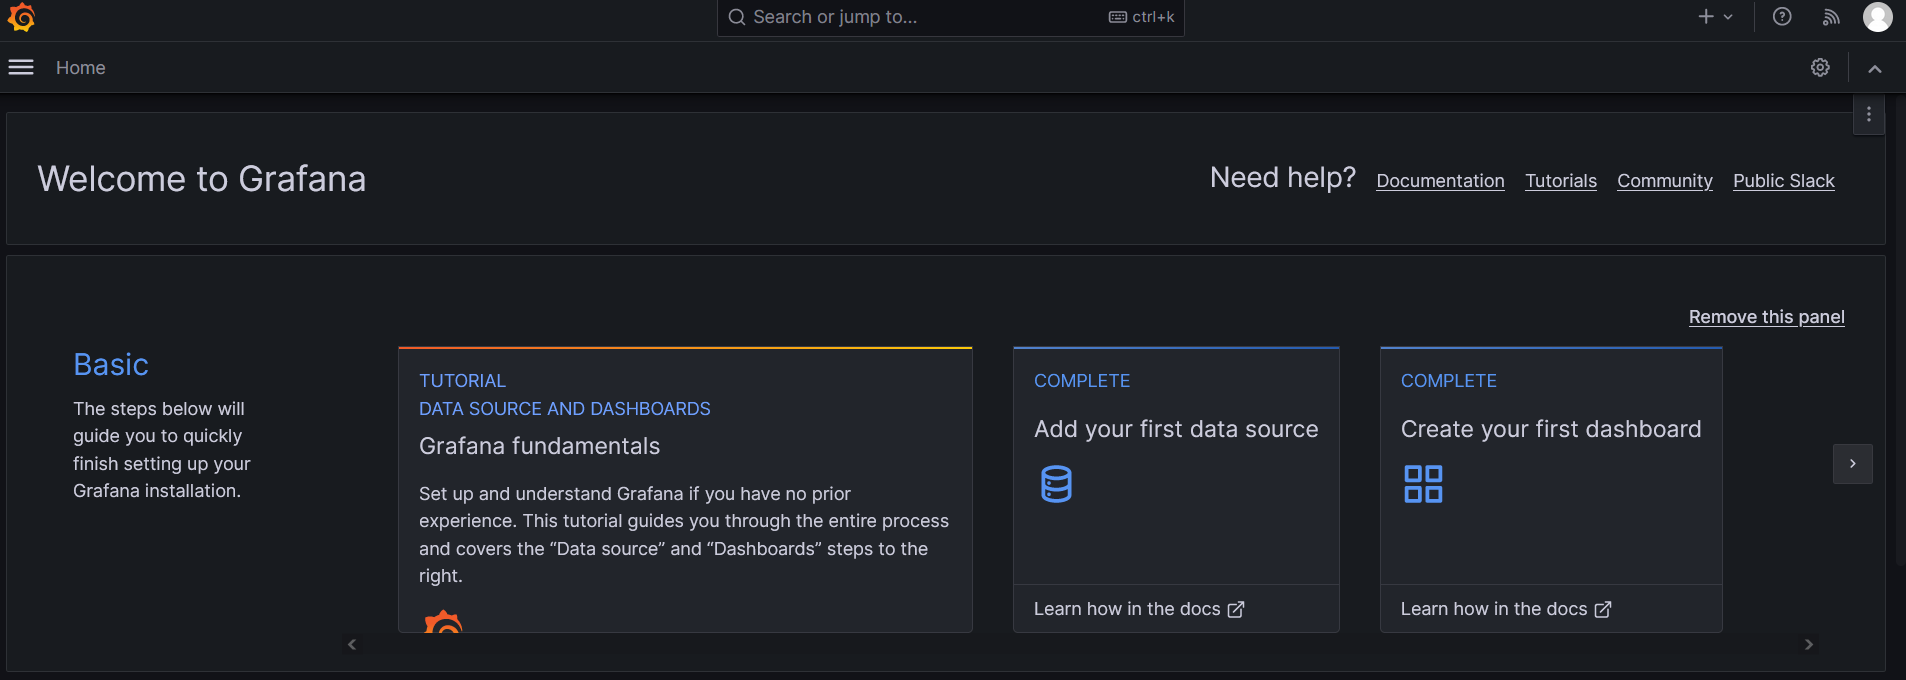 Search or jump to...
ctrl+k
Home
Welcome to Grafana
Need help?
Documentation
Tutorials
Community
Public Slack
Remove this panel
Basic
The steps below will
guide you to quickly
finish setting up your
Grafana installation.
TUTORIAL
DATA SOURCE AND DASHBOARDS
Grafana fundamentals
Set up and understand Grafana if you have no prior
experience. This tutorial guides you through the entire process
and covers the “Data source” and “Dashboards” steps to the
right.
COMPLETE
Add your first data source
Learn how in the docs
COMPLETE
Create your first dashboard
Learn how in the docs